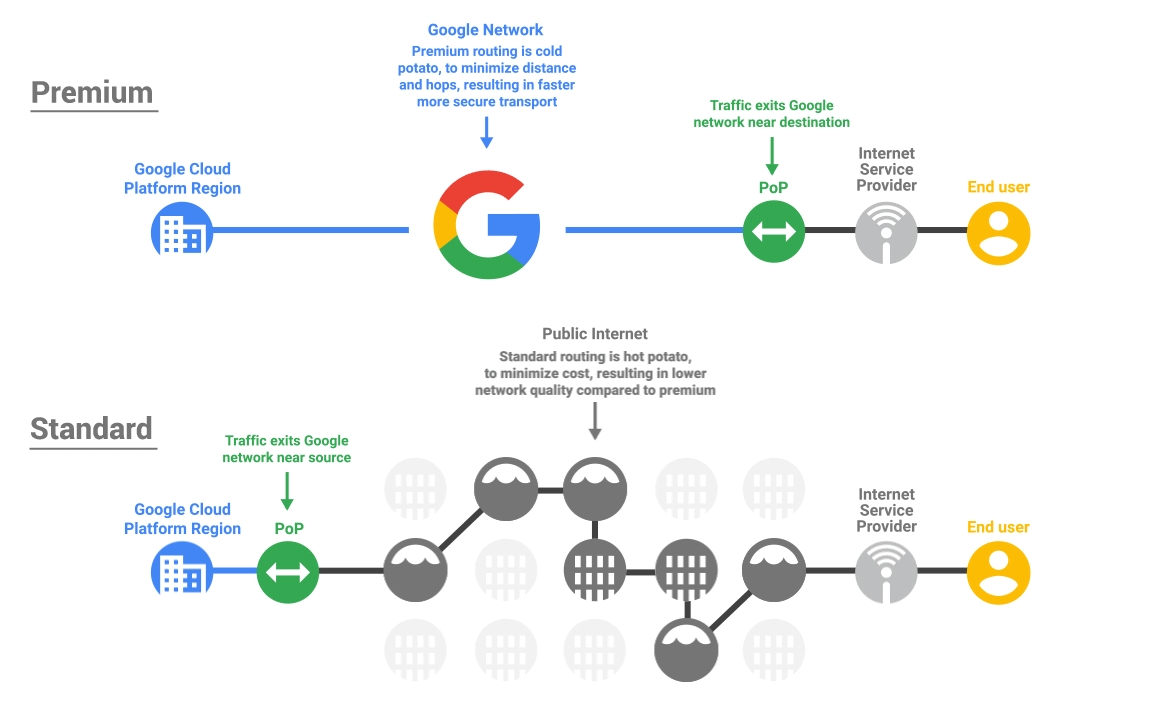 Google Network
Premium routing is cold
potato, to minimize distance
and hops, resulting in faster
more secure transport
Premium
Traffic exits Google
network near destination
Google Cloud
Platform Region
PoP
Internet
Service
Provider
End user
Public Internet
Standard routing is hot potato,
to minimize cost, resulting in lower
network quality compared to premium
Standard
Traffic exits Google
network near source
Google Cloud
Platform Region
PoP
Internet
Service
Provider
End user